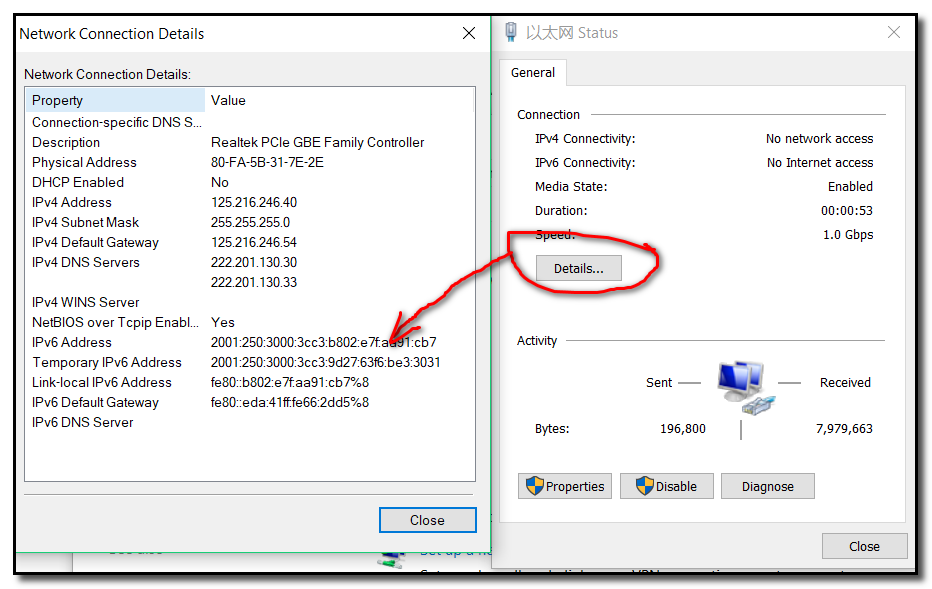 Network Connection Details
Network Connection Details:
Property Value
Connection-specific DNS S...
Description Realtek PCIe GBE Family Controller
Physical Address 80-FA-5B-31-7E-2E
DHCP Enabled No
IPv4 Address 125.216.246.40
IPv4 Subnet Mask 255.255.255.0
IPv4 Default Gateway 125.216.246.54
IPv4 DNS Servers 222.201.130.30
222.201.130.33
IPv4 WINS Server
NetBIOS over Tcpip Enabl... Yes
IPv6 Address 2001:250:3000:3cc3:b802:e7f:aa91:cb7
Temporary IPv6 Address 2001:250:3000:3cc3:9d27:63f6:be3:3031
Link-local IPv6 Address fe80::b802:e7f:aa91:cb7%8
IPv6 Default Gateway fe80::eda:41ff:fe66:2dd5%8
IPv6 DNS Server
Close
以太网 Status
General
Connection
IPv4 Connectivity: No network access
IPv6 Connectivity: No Internet access
Media State: Enabled
Duration: 00:00:53
Speed: 1.0 Gbps
Details...
Activity
Sent Received
Bytes: 196,800 7,979,663
Properties Disable Diagnose
Close